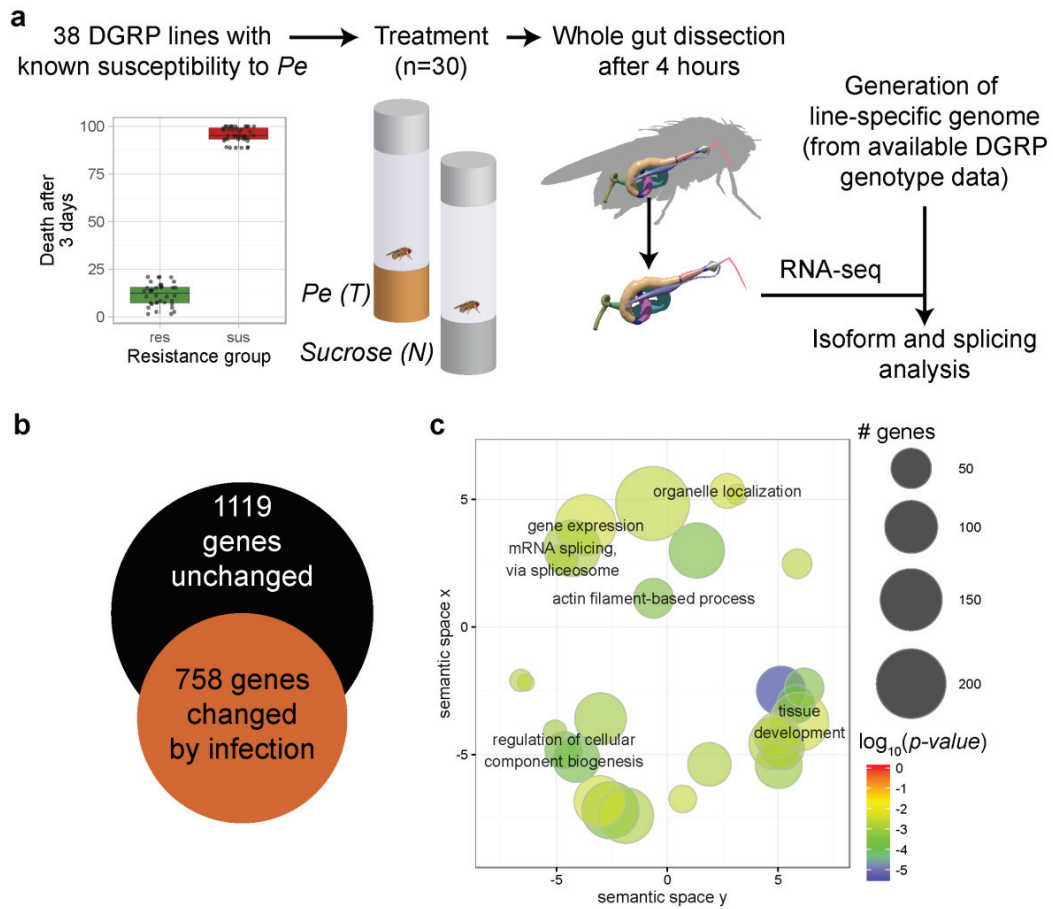 a
38 DGRP lines with
known susceptibility to Pe
Treatment
(n=30)
Whole gut dissection
after 4 hours
Generation of
line-specific genome
(from available DGRP
genotype data)
100
75
50
25
0
Death after
3 days
res
sus
Resistance group
Pe (T)
Sucrose (N)
RNA-seq
Isoform and splicing
analysis
b
1119
genes
unchanged
758 genes
changed
by infection
c
5
0
-5
semantic space x
organelle localization
gene expression
mRNA splicing,
via spliceosome
actin filament-based process
tissue
development
regulation of cellular
component biogenesis
-5
0
5
semantic space y
# genes
50
100
150
200
log10(p-value)
0
-1
-2
-3
-4
-5